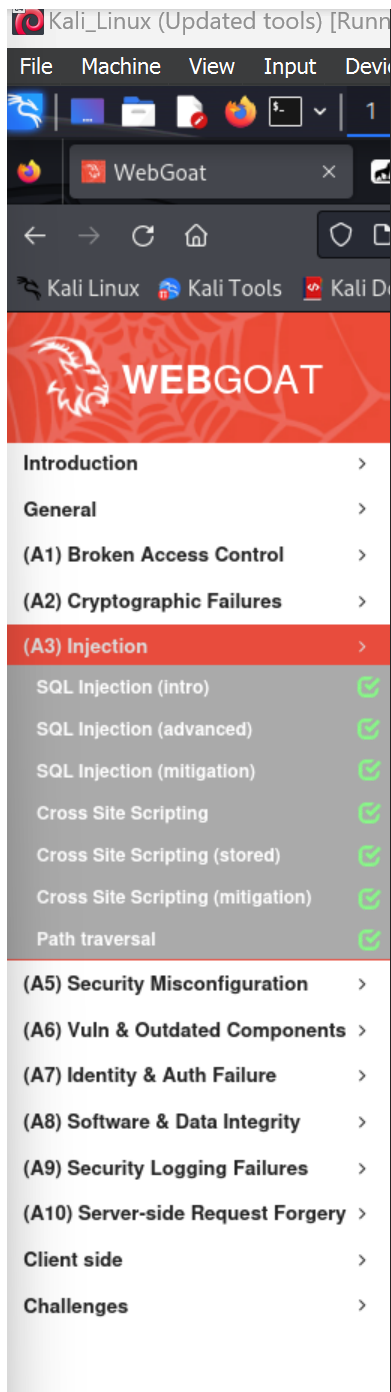 Kali_Linux (Updated tools) [Runn
File Machine View Input Devi
1
WebGoat
Kali Linux Kali Tools Kali Do
WEBGOAT
Introduction
General
(A1) Broken Access Control
(A2) Cryptographic Failures
(A3) Injection
SQL Injection (intro)
SQL Injection (advanced)
SQL Injection (mitigation)
Cross Site Scripting
Cross Site Scripting (stored)
Cross Site Scripting (mitigation)
Path traversal
(A5) Security Misconfiguration
(A6) Vuln & Outdated Components
(A7) Identity & Auth Failure
(A8) Software & Data Integrity
(A9) Security Logging Failures
(A10) Server-side Request Forgery
Client side
Challenges